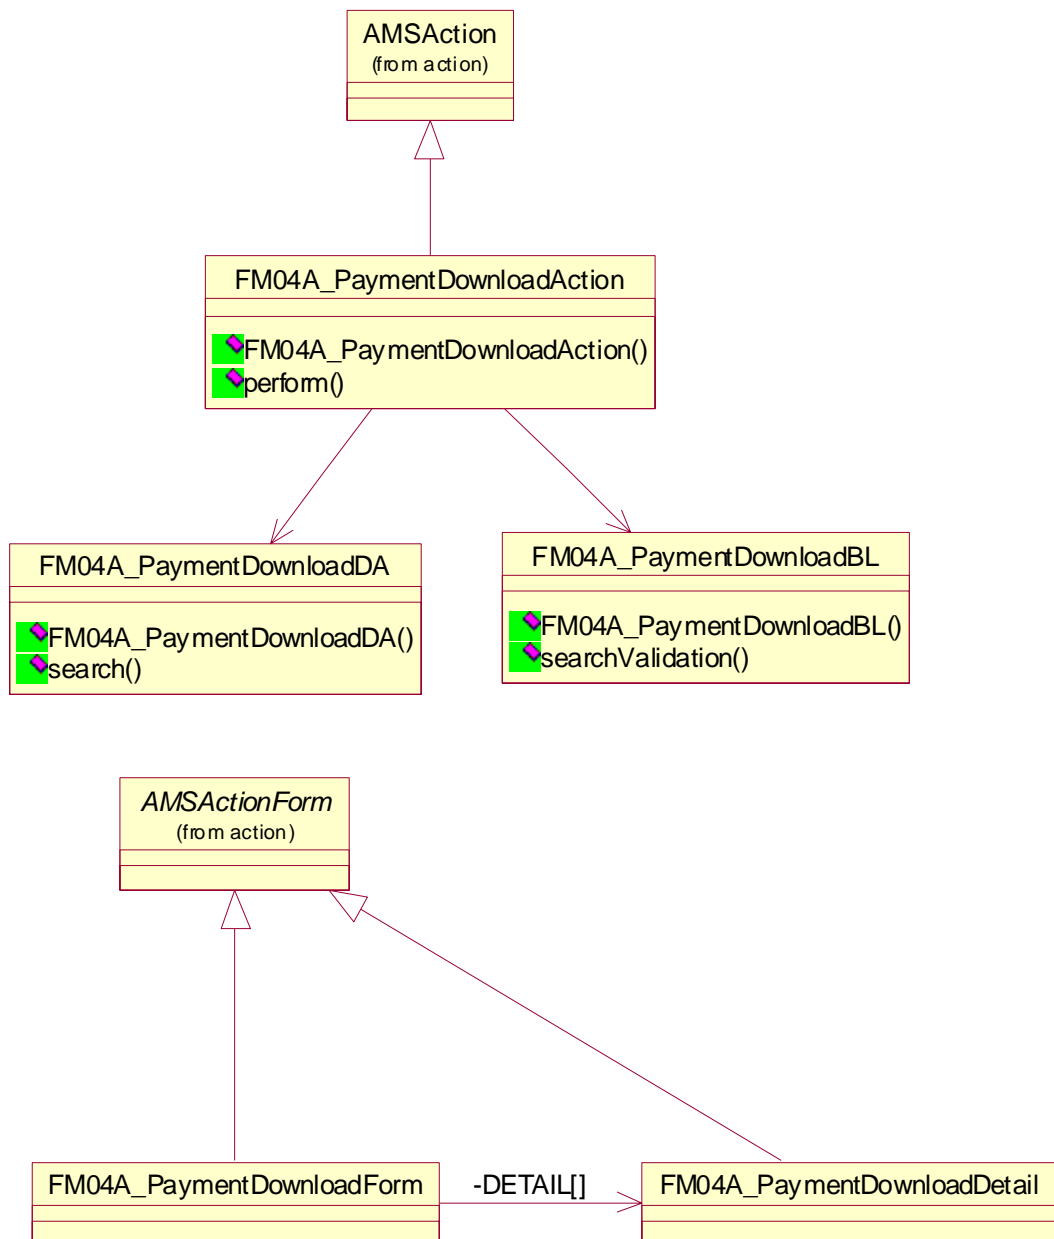 AMSAction
(from action)
FM04A_PaymentDownloadAction
FM04A_PaymentDownloadAction()
perform()
FM04A_PaymentDownloadDA
FM04A_PaymentDownloadDA()
search()
FM04A_PaymentDownloadBL
FM04A_PaymentDownloadBL()
searchValidation()
AMSActionForm
(from action)
FM04A_PaymentDownloadForm
-DETAIL[]
FM04A_PaymentDownloadDetail